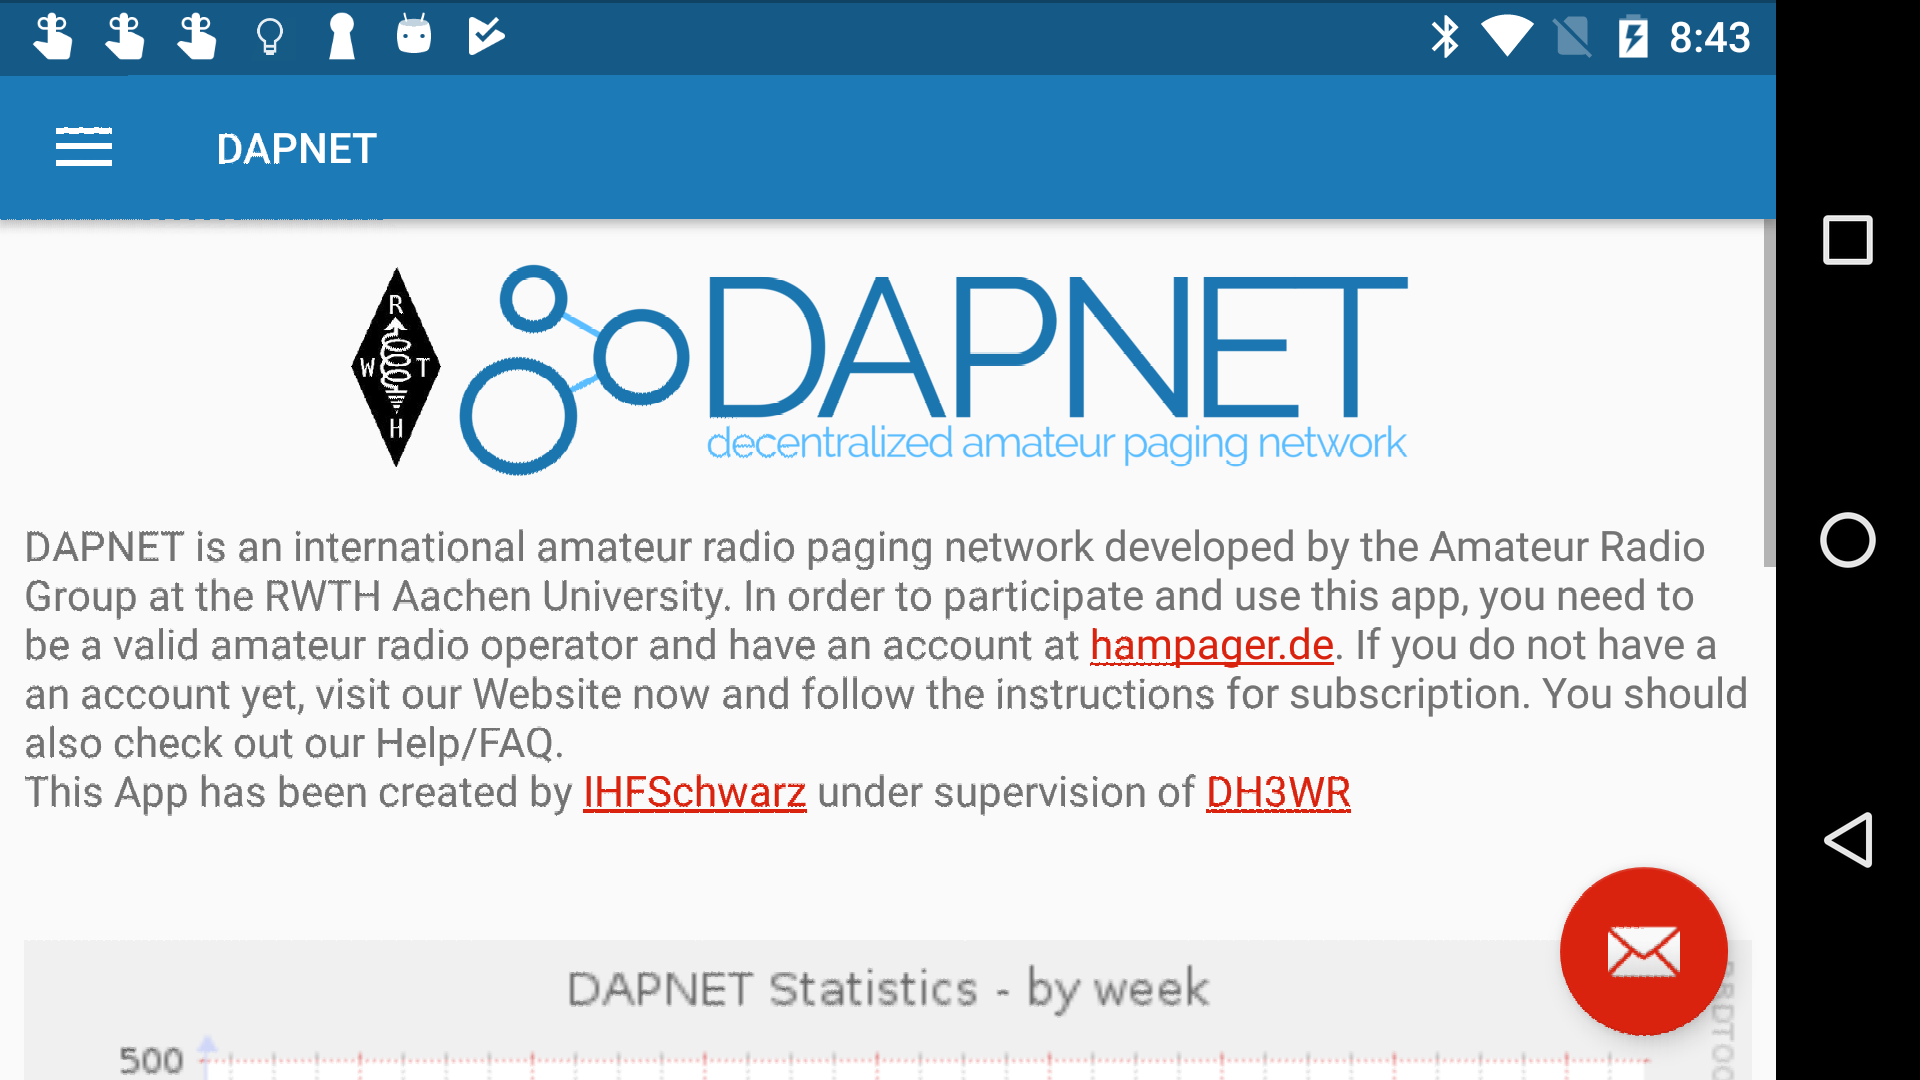 8:43
DAPNET
R
W T
H
DAPNET
decentralized amateur paging network
DAPNET is an international amateur radio paging network developed by the Amateur Radio
Group at the RWTH Aachen University. In order to participate and use this app, you need to
be a valid amateur radio operator and have an account at hampager.de. If you do not have a
an account yet, visit our Website now and follow the instructions for subscription. You should
also check out our Help/FAQ.
This App has been created by IHFSchwarz under supervision of DH3WR
DAPNET Statistics - by week
500